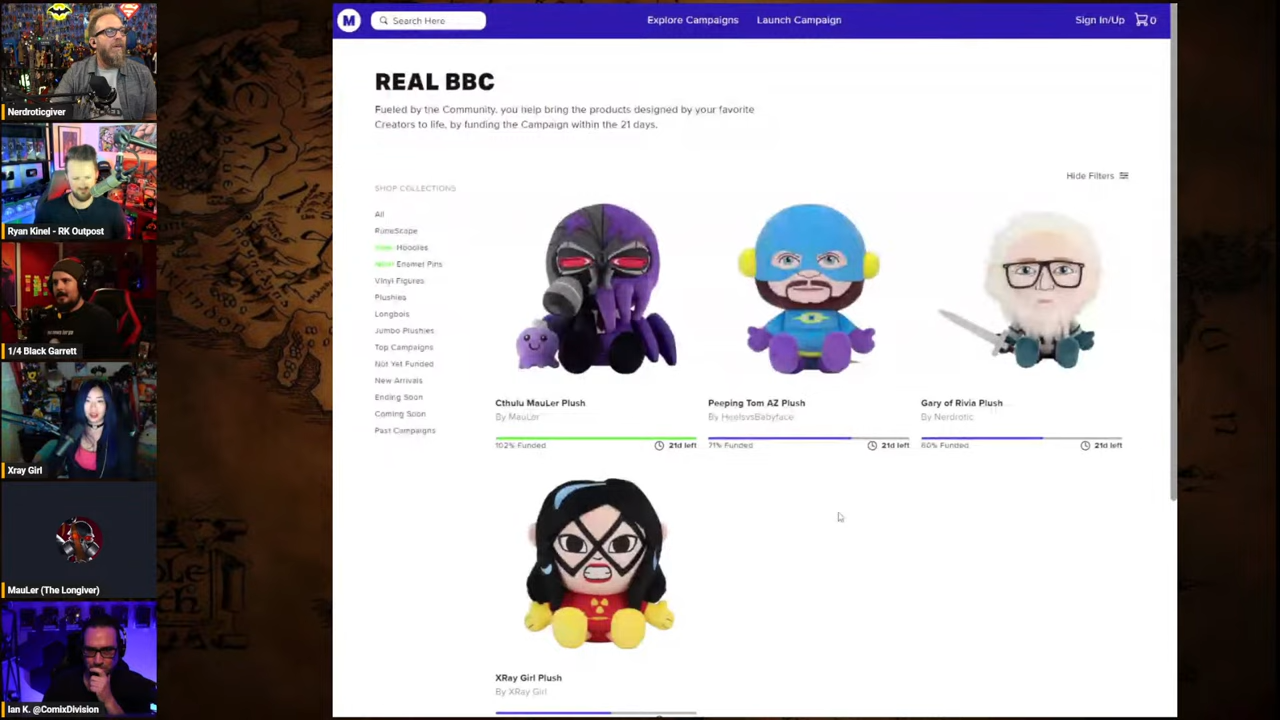 Nerdroticgiver
Ryan Kinel - RK Outpost
1/4 Black Garrett
Xray Girl
MauLer (The Longiver)
Ian K. @ComixDivision
M
Search Here
Explore Campaigns
Launch Campaign
Sign In/Up
0
REAL BBC
Fueled by the Community, you help bring the products designed by your favorite
Creators to life, by funding the Campaign within the 21 days.
Hide Filters
SHOP COLLECTIONS
All
RuneScape
Hoodies
Enamel Pins
Vinyl Figures
Plushies
Longbois
Jumbo Plushies
Top Campaigns
Not Yet Funded
New Arrivals
Ending Soon
Coming Soon
Past Campaigns
Cthulu MauLer Plush
By MauLer
102% Funded
21d left
Peeping Tom AZ Plush
By HeelsvsBabyface
71% Funded
21d left
Gary of Rivia Plush
By Nerdrotic
60% Funded
21d left
XRay Girl Plush
By XRay Girl